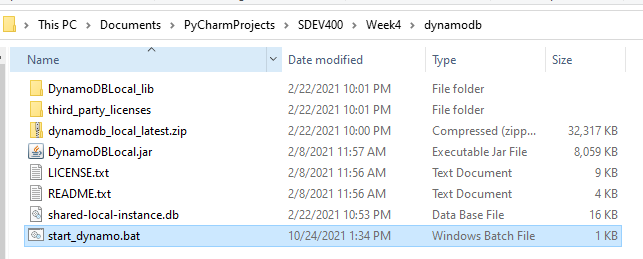 This PC > Documents > PyCharmProjects > SDEV400 > Week4 > dynamodb
Name Date modified Type Size
DynamoDBLocal_lib 2/22/2021 10:01 PM File folder
third_party_licenses 2/22/2021 10:01 PM File folder
dynamodb_local_latest.zip 2/22/2021 10:00 PM Compressed (zipp... 32,317 KB
DynamoDBLocal.jar 2/8/2021 11:57 AM Executable Jar File 8,059 KB
LICENSE.txt 2/8/2021 11:56 AM Text Document 9 KB
README.txt 2/8/2021 11:56 AM Text Document 4 KB
shared-local-instance.db 2/22/2021 10:53 PM Data Base File 16 KB
start_dynamo.bat 10/24/2021 1:34 PM Windows Batch File 1 KB